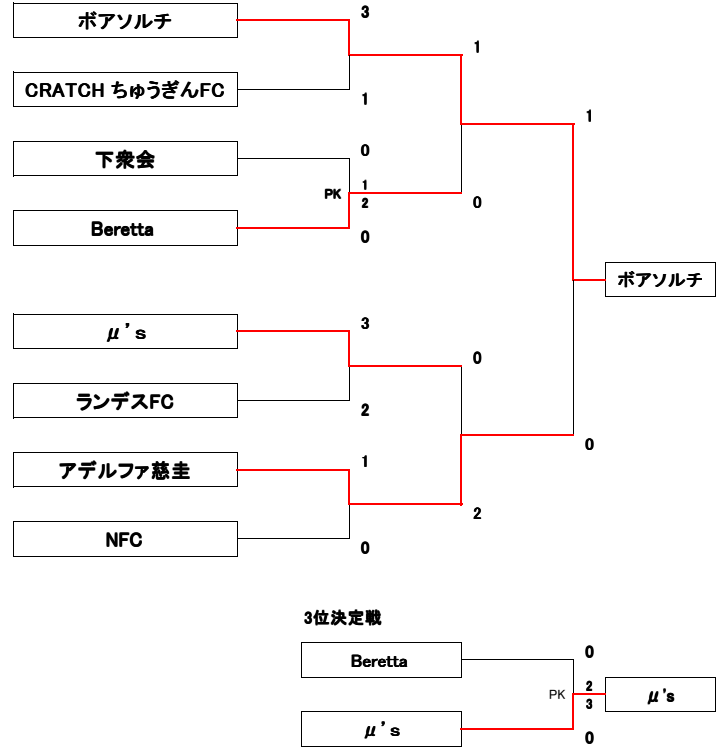 ボアソルチ
3
1
CRATCH ちゅうぎんFC
1
1
下衆会
0
PK
1
2
0
Beretta
0
ボアソルチ
μ’s
3
0
ランデスFC
2
0
アデルファ慈圭
1
2
NFC
0
3位決定戦
Beretta
0
PK
2
3
μ's
μ’s
0